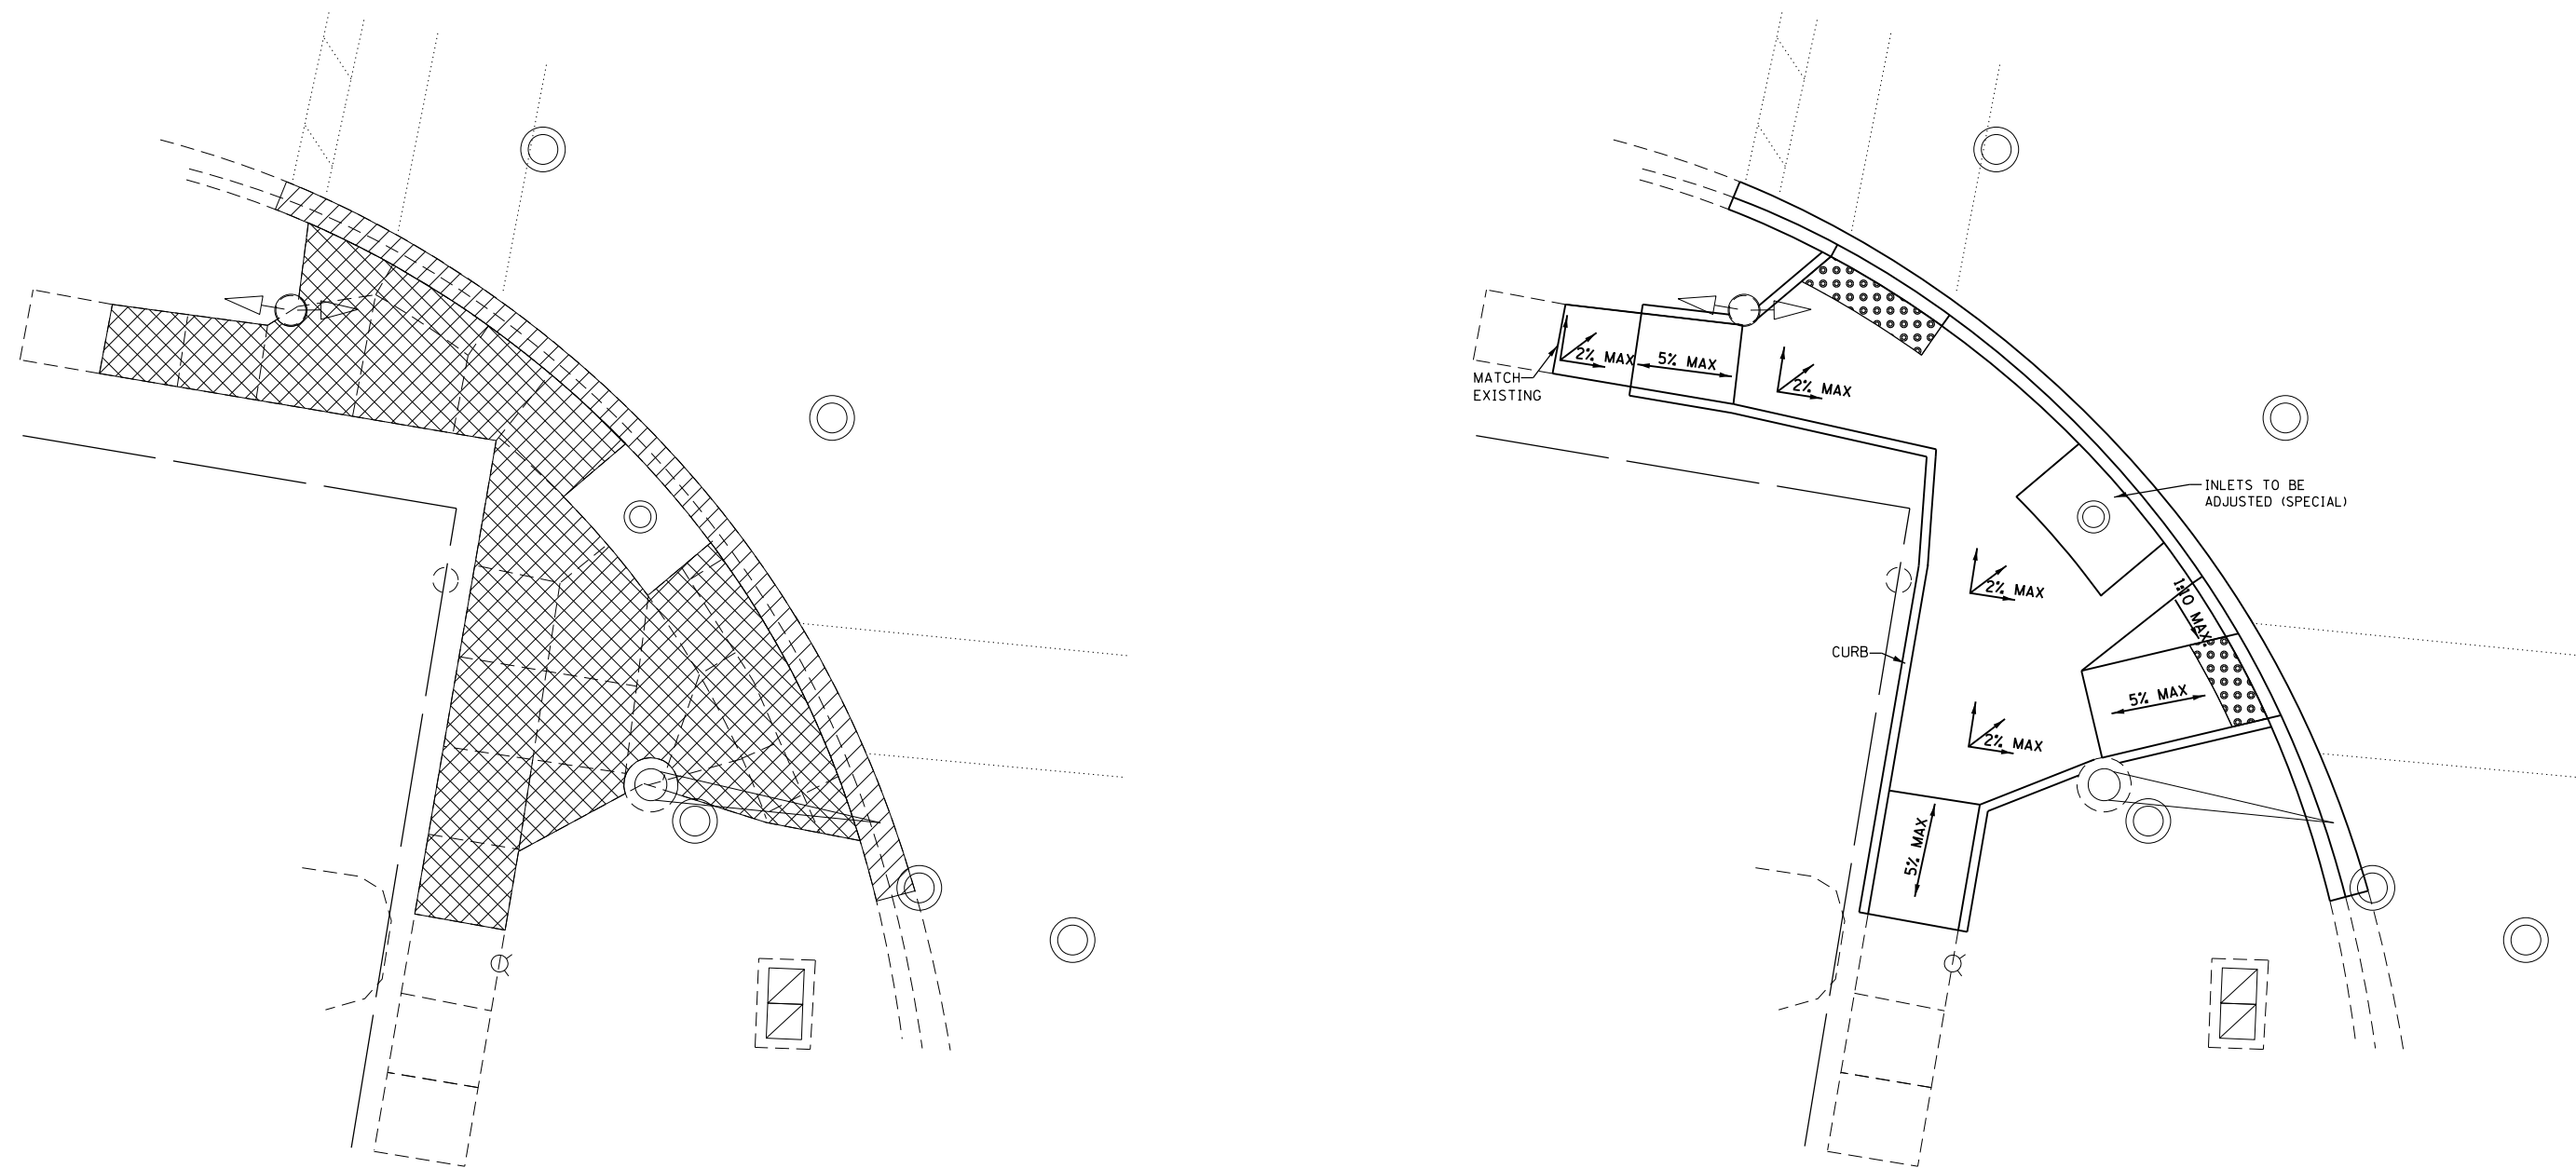 2% MAX
5% MAX
2% MAX
MATCH
EXISTING
INLETS TO BE
ADJUSTED (SPECIAL)
2% MAX
1:10 MAX.
CURB
5% MAX
2% MAX
5% MAX